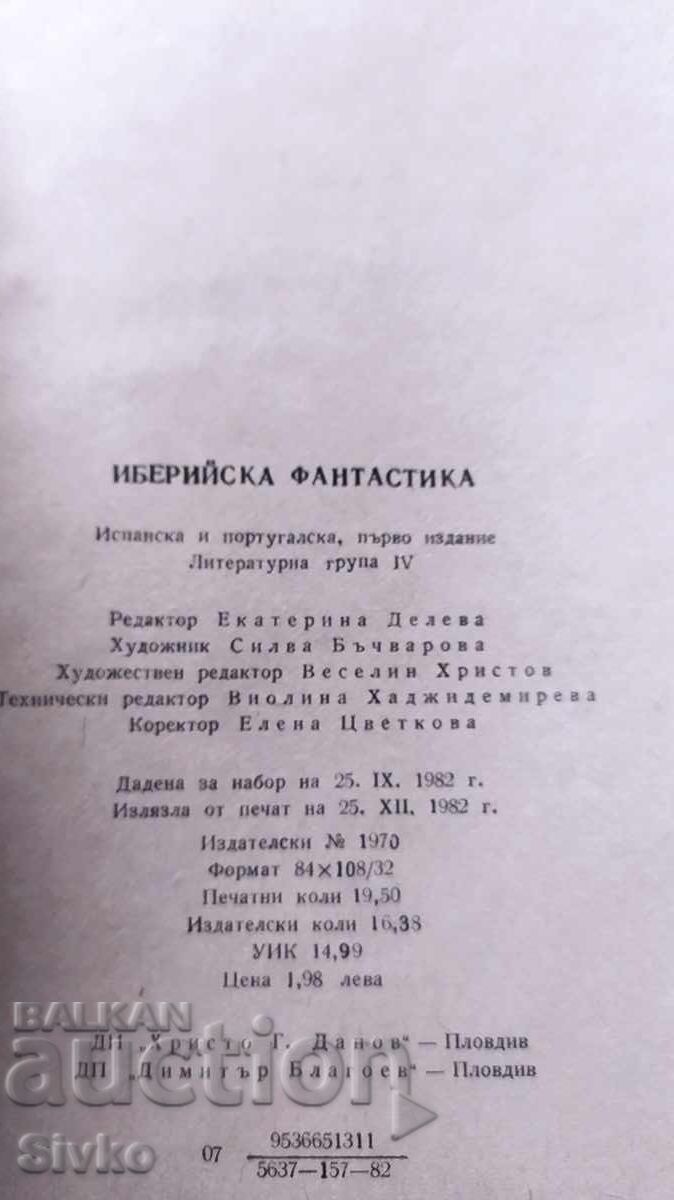 ИБЕРИЙСКА ФАНТАСТИКА
Испанска и португалска, първо издание
Литературна група IV
Редактор Екатерина Делева
Художник Силва Бъчварова
Художествен редактор Веселин Христов
Технически редактор Виолина Хаджидемирева
Коректор Елена Цветкова
Дадена за набор на 25. IX. 1982 г.
Излязла от печат на 25. XII. 1982 г.
Издателски № 1970
Формат 84×108/32
Печатни коли 19,50
Издателски коли 16,38
УИК 14,99
Цена 1,98 лева
ДИ „Христо Г. Данов“ — Пловдив
ДП „Димитър Благоев“ — Пловдив
07 9536651311
5637—157—82
BALKAN
auction
Sivko